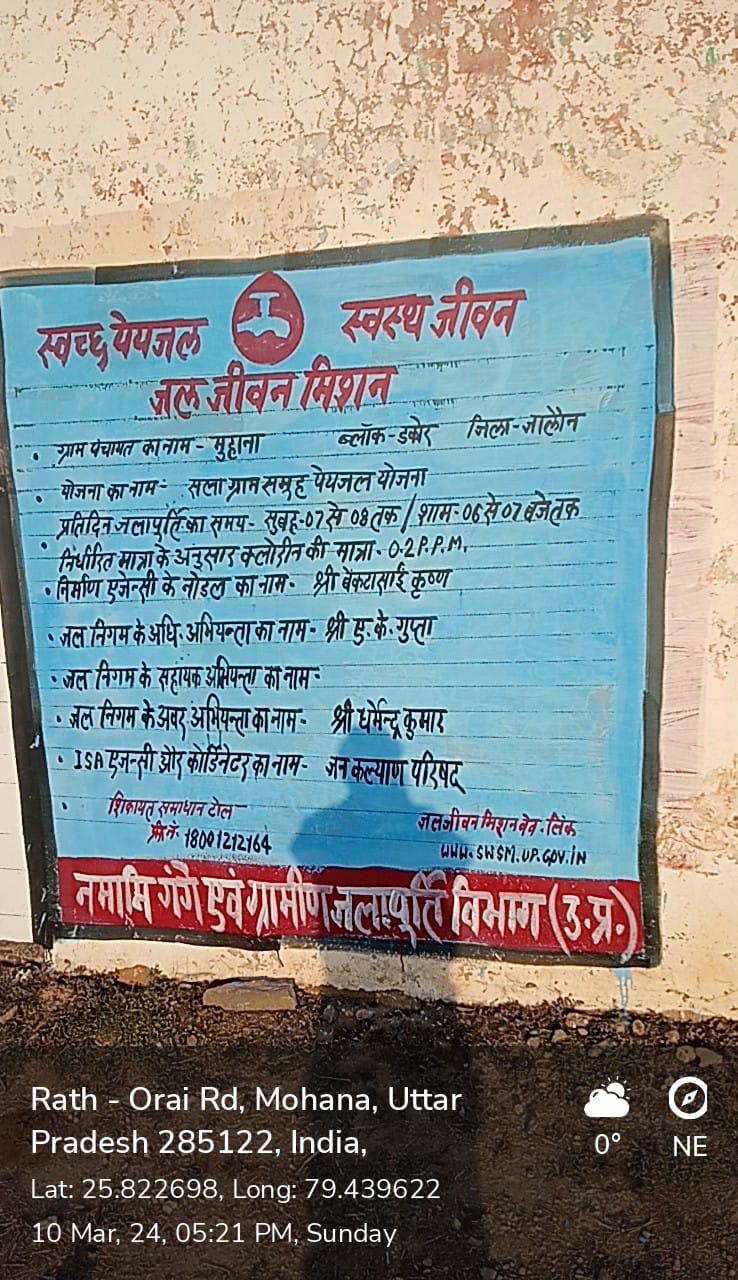 स्वच्छ पेयजल स्वस्थ जीवन
जल जीवन मिशन
• ग्राम पंचायत का नाम - मुहाना ब्लॉक - डकोर जिला - जालौन
• योजना का नाम - सला ग्राम समूह पेयजल योजना
प्रतिदिन जलापूर्ति का समय - सुबह - 07 से 08 तक / शाम - 06 से 07 बजे तक
• निर्धारित मात्रा के अनुसार क्लोरीन की मात्रा - 0.2 P.P.M.
• निर्माण एजेन्सी के नोडल का नाम - श्री बेंकटासाई कृष्ण
• जल निगम के अधि. अभियन्ता का नाम - श्री ए. के. गुप्ता
• जल निगम के सहायक अभियन्ता का नाम -
• जल निगम के अवर अभियन्ता का नाम - श्री धर्मेन्द्र कुमार
• ISA एजन्सी और कोर्डिनेटर का नाम - जन कल्याण परिषद्
• शिकायत समाधान टोल जल जीवन मिशन वेव. लिंक
फ्री नं. 18001212164 WWW.SWSM.UP.GOV.IN
नमामि गंगे एवं ग्रामीण जलापूर्ति विभाग (उ.प्र.)
Rath - Orai Rd, Mohana, Uttar
Pradesh 285122, India,
0° NE
Lat: 25.822698, Long: 79.439622
10 Mar, 24, 05:21 PM, Sunday